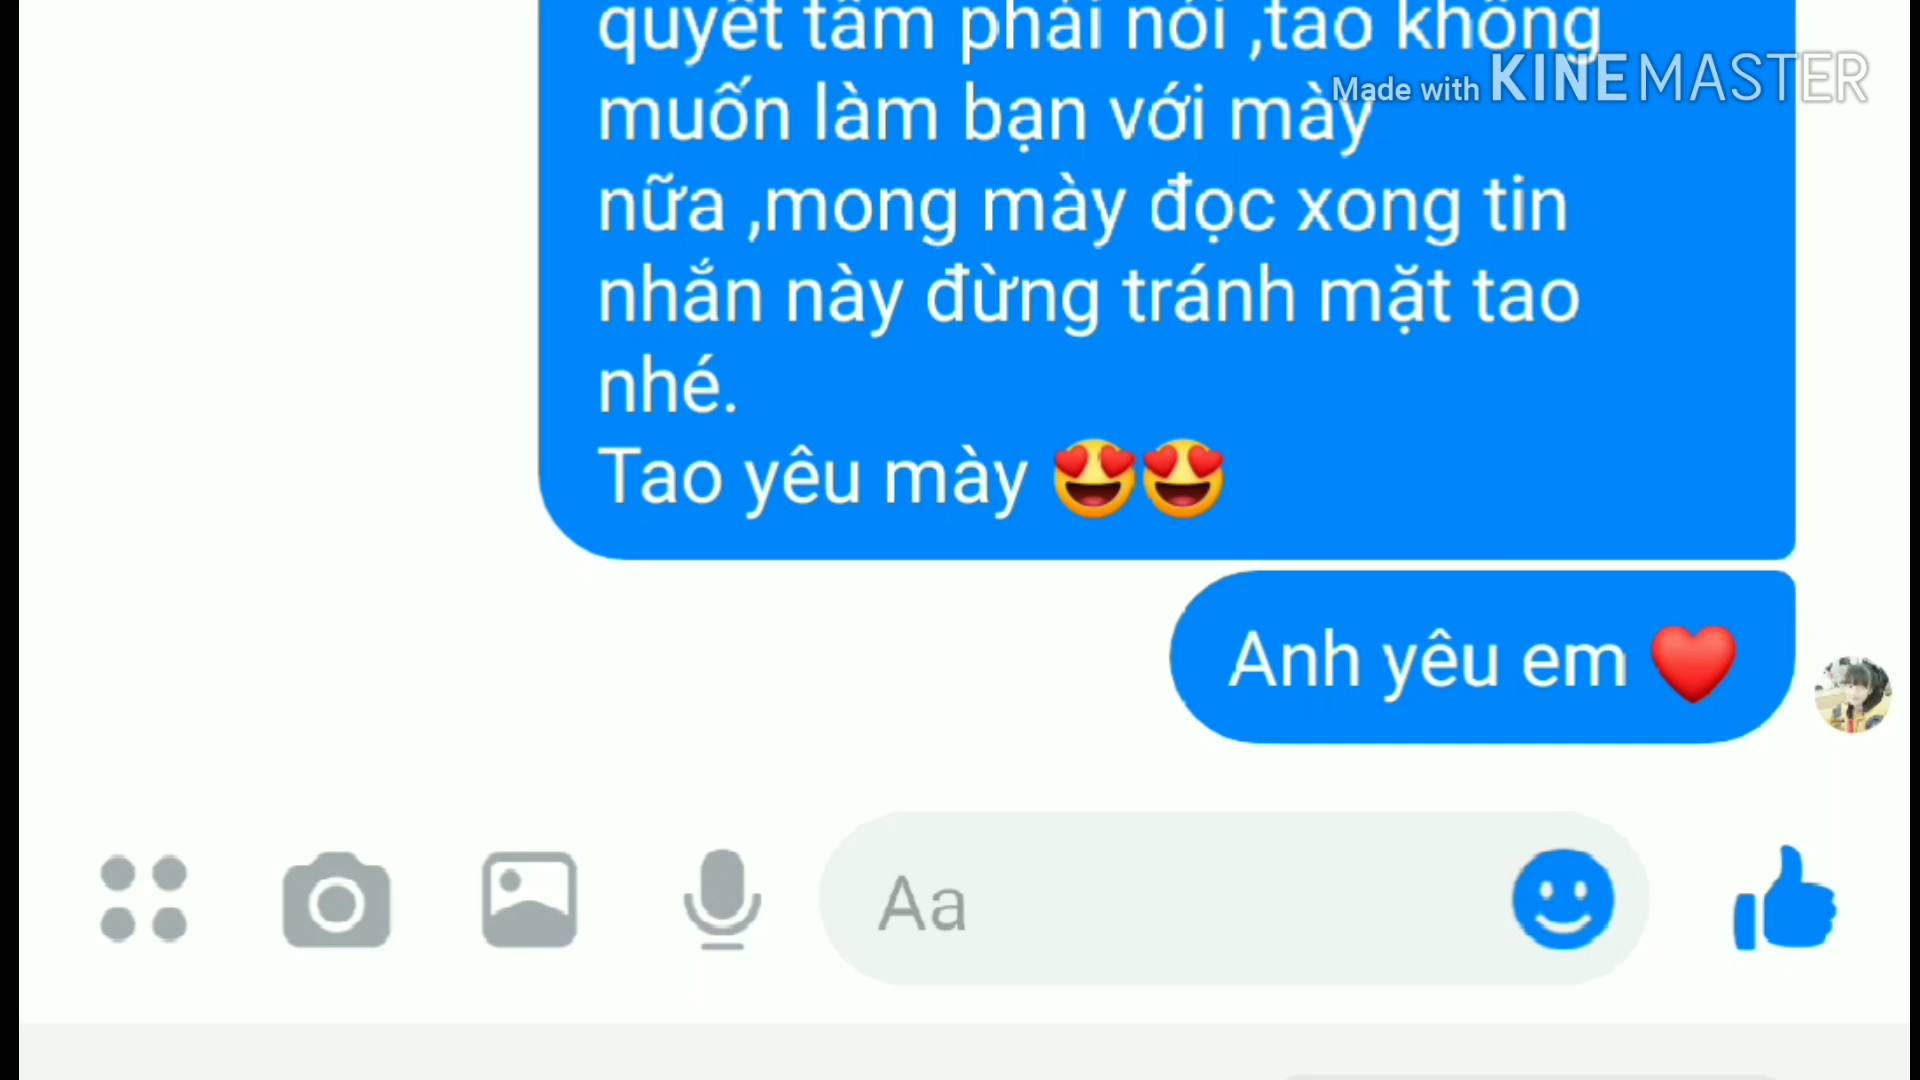 quyết tâm phải nói ,tao không
Made with KINEMASTER
muốn làm bạn với mày
nữa ,mong mày đọc xong tin
nhắn này đừng tránh mặt tao
nhé.
Tao yêu mày 😍😍
Anh yêu em ❤️
Aa